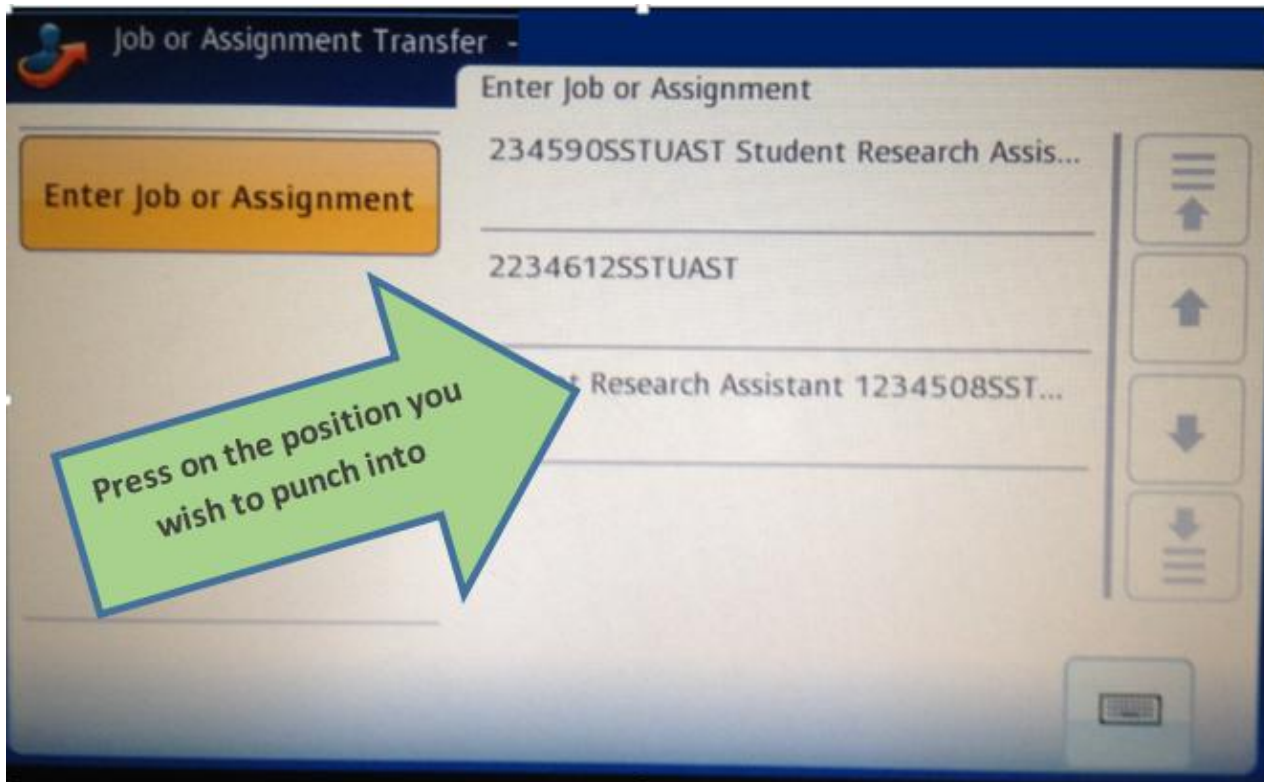 Job or Assignment Transfer -
Enter Job or Assignment
Enter Job or Assignment
234590SSTUAST Student Research Assis...
2234612SSTUAST
Research Assistant 1234508SST...
Press on the position you
wish to punch into